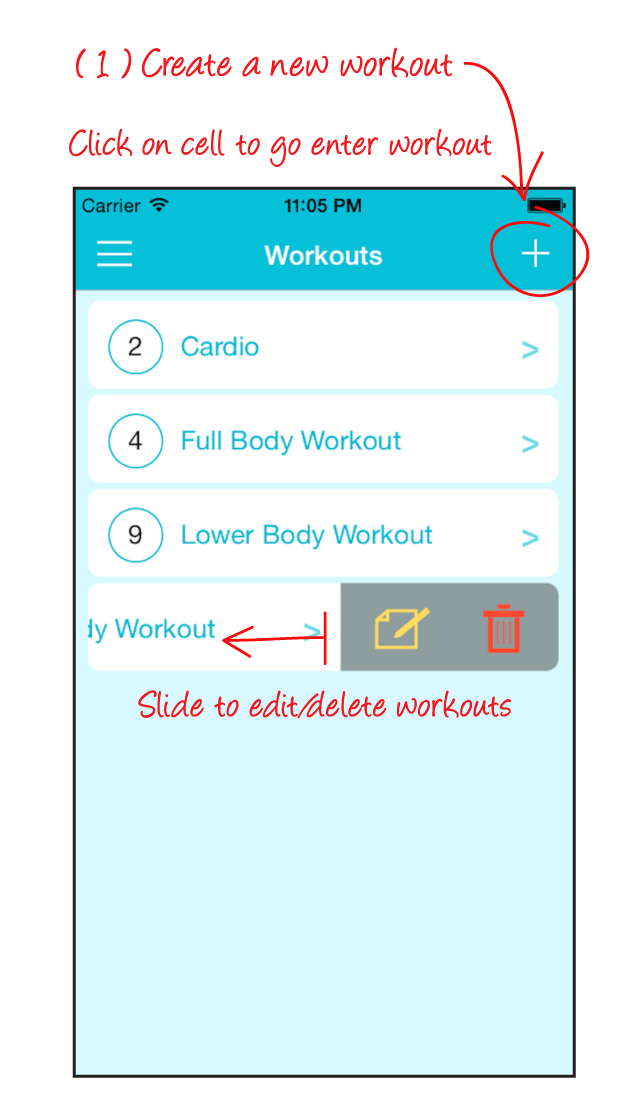 ( 1 ) Create a new workout
Click on cell to go enter workout
Carrier 11:05 PM
Workouts
2 Cardio >
4 Full Body Workout >
9 Lower Body Workout >
dy Workout >
Slide to edit/delete workouts